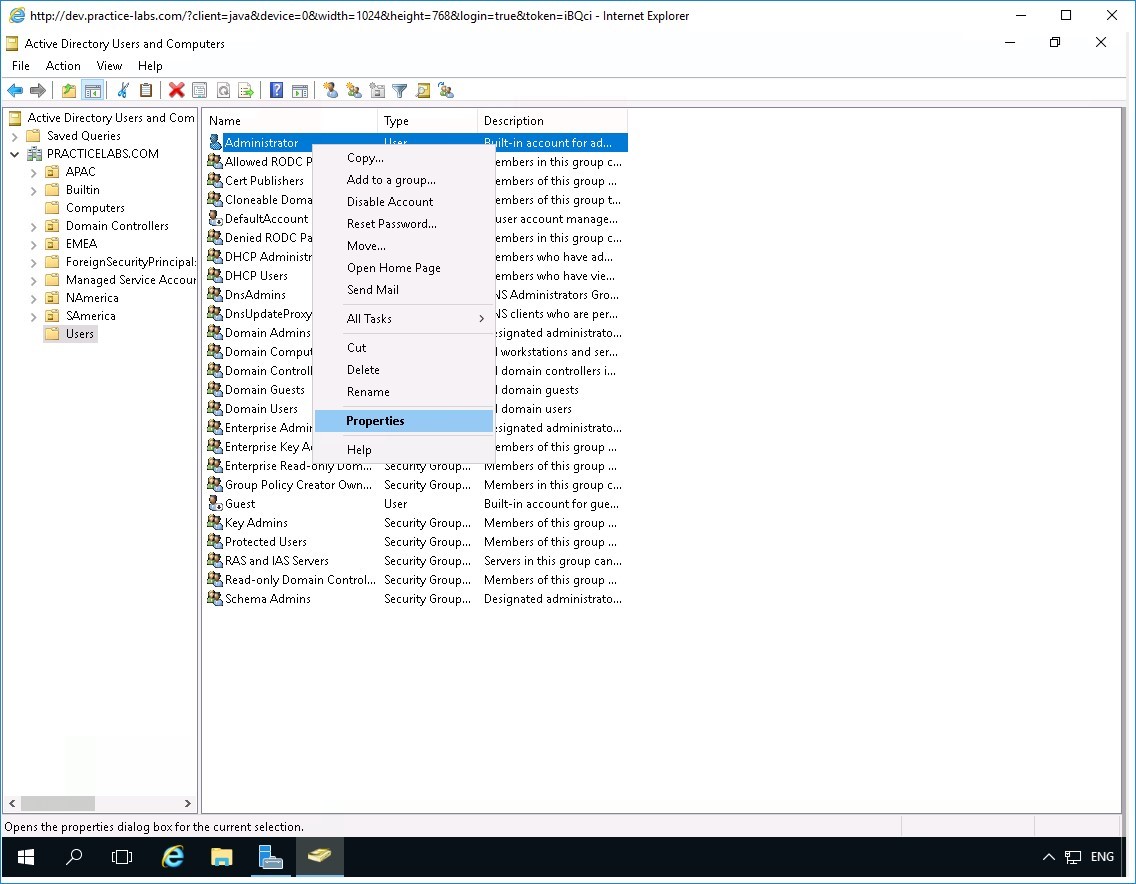 http://dev.practice-labs.com/?client=java&device=0&width=1024&height=768&login=true&token=iBQci - Internet Explorer
Active Directory Users and Computers
File Action View Help
Active Directory Users and Com
Saved Queries
PRACTICELABS.COM
APAC
Builtin
Computers
Domain Controllers
EMEA
ForeignSecurityPrincipal:
Managed Service Accour
NAmerica
SAmerica
Users
Name Type Description
Administrator User Built-in account for ad...
Allowed RODC P embers in this group c...
Cert Publishers embers of this group ...
Cloneable Doma embers of this group t...
DefaultAccount user account manage...
Denied RODC Pa embers in this group c...
DHCP Administr embers who have ad...
DHCP Users embers who have vie...
DnsAdmins NS Administrators Gro...
DnsUpdateProxy NS clients who are per...
Domain Admins esignated administrato...
Domain Comput l workstations and ser...
Domain Controll l domain controllers i...
Domain Guests l domain guests
Domain Users l domain users
Enterprise Admir esignated administrato...
Enterprise Key A embers of this group ...
Enterprise Read-only Dom... Security Group... Members of this group ...
Group Policy Creator Own... Security Group... Members in this group c...
Guest User Built-in account for gue...
Key Admins Security Group... Members of this group ...
Protected Users Security Group... Members of this group ...
RAS and IAS Servers Security Group... Servers in this group can...
Read-only Domain Control... Security Group... Members of this group ...
Schema Admins Security Group... Designated administrato...
Copy...
Add to a group...
Disable Account
Reset Password...
Move...
Open Home Page
Send Mail
All Tasks
Cut
Delete
Rename
Properties
Help
Opens the properties dialog box for the current selection.
ENG